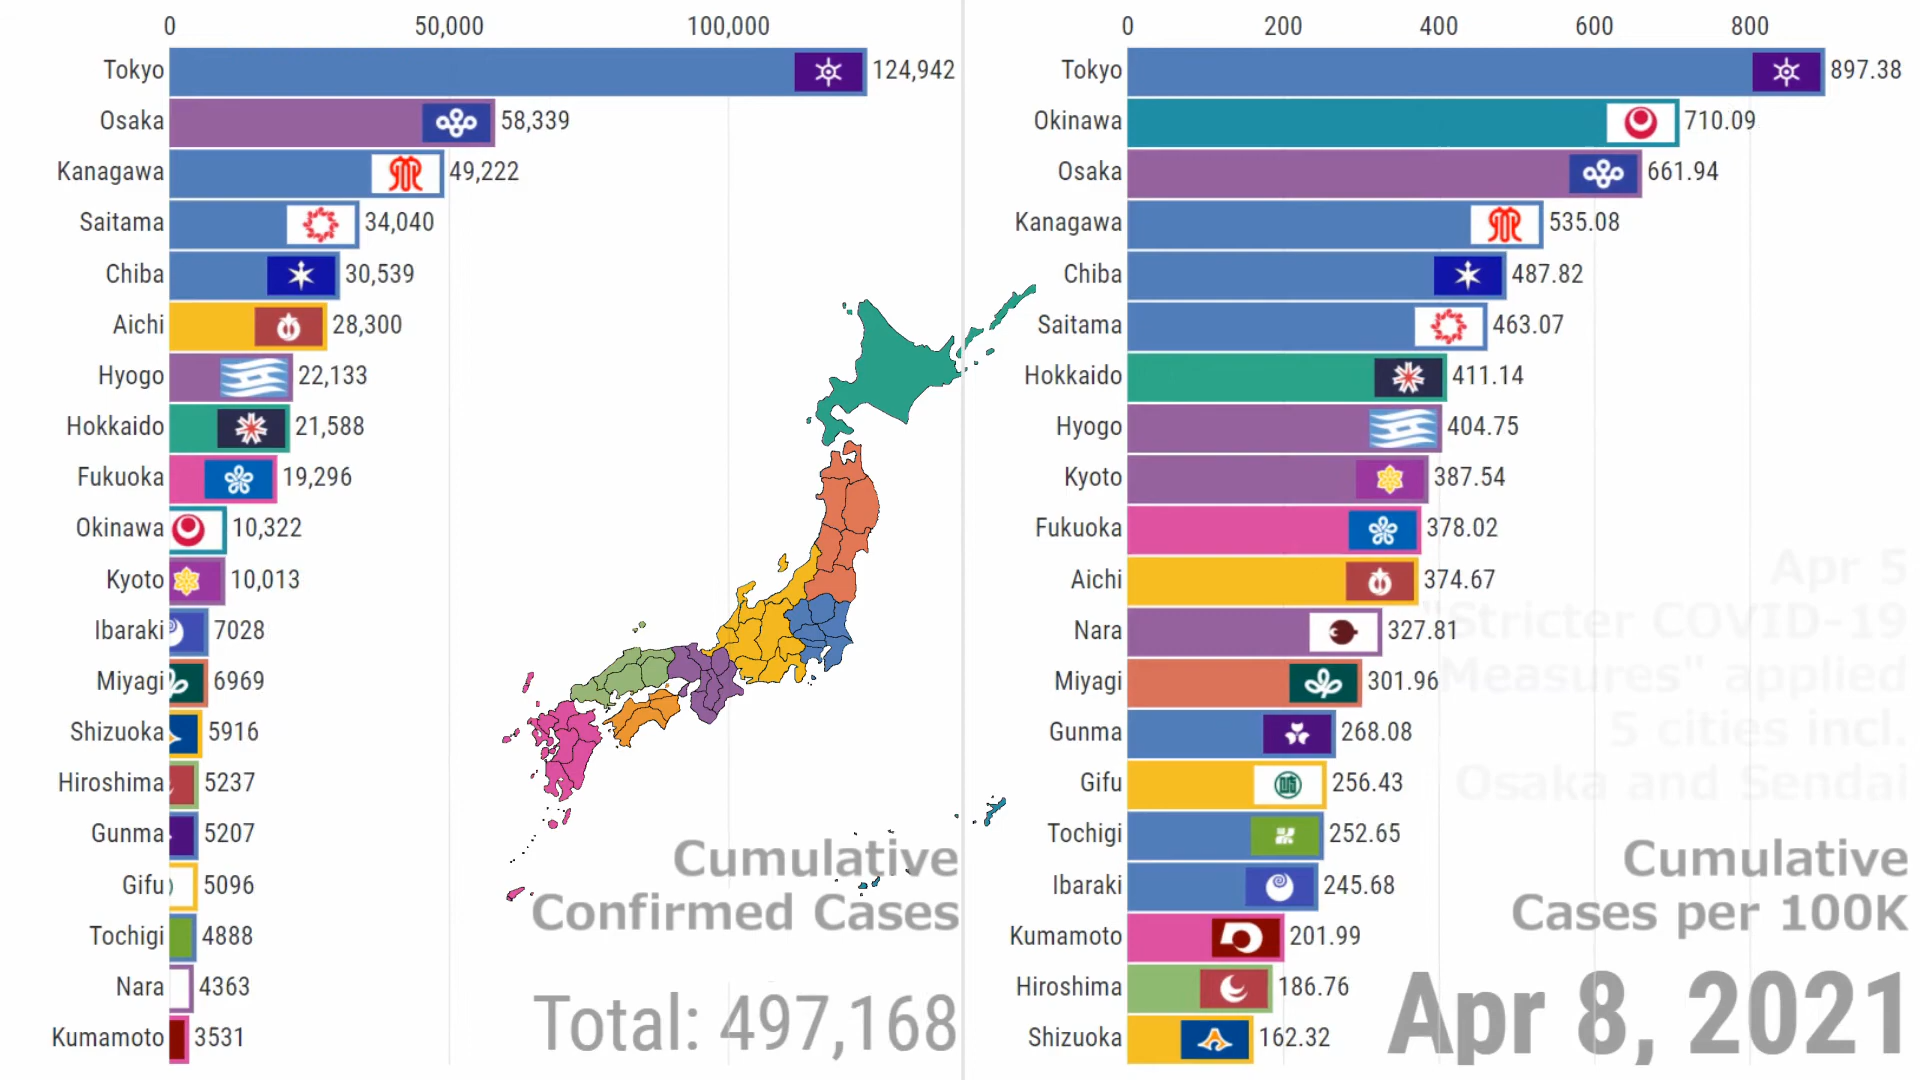 0 50,000 100,000
Tokyo 124,942
Osaka 58,339
Kanagawa 49,222
Saitama 34,040
Chiba 30,539
Aichi 28,300
Hyogo 22,133
Hokkaido 21,588
Fukuoka 19,296
Okinawa 10,322
Kyoto 10,013
Ibaraki 7028
Miyagi 6969
Shizuoka 5916
Hiroshima 5237
Gunma 5207
Gifu 5096
Tochigi 4888
Nara 4363
Kumamoto 3531
Cumulative
Confirmed Cases
Total: 497,168
0 200 400 600 800
Tokyo 897.38
Okinawa 710.09
Osaka 661.94
Kanagawa 535.08
Chiba 487.82
Saitama 463.07
Hokkaido 411.14
Hyogo 404.75
Kyoto 387.54
Fukuoka 378.02
Aichi 374.67
Nara 327.81
Miyagi 301.96
Gunma 268.08
Gifu 256.43
Tochigi 252.65
Ibaraki 245.68
Kumamoto 201.99
Hiroshima 186.76
Shizuoka 162.32
Apr 5
"Stricter COVID-19
Measures" applied
5 cities incl.
Osaka and Sendai
Cumulative
Cases per 100K
Apr 8, 2021